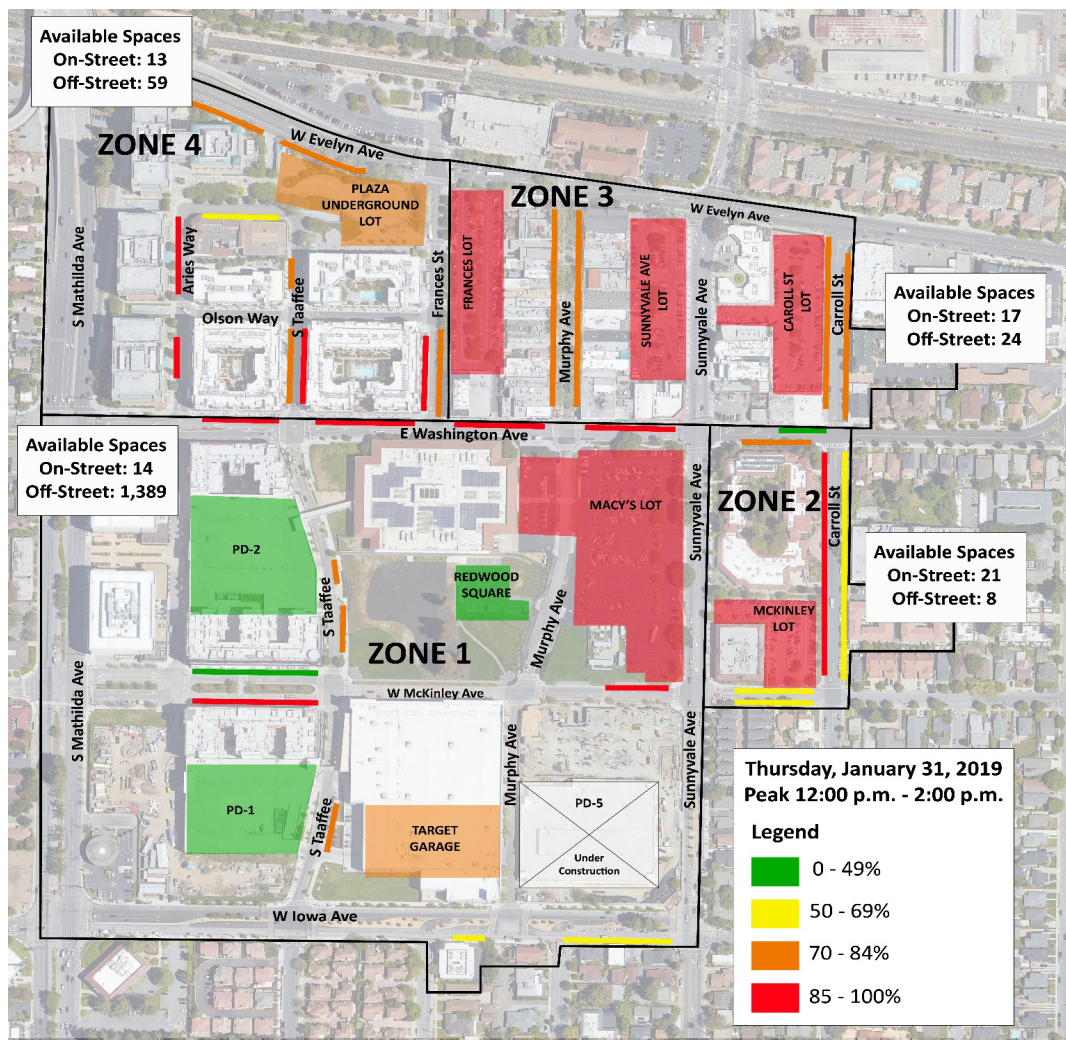 Available Spaces
On-Street: 13
Off-Street: 59
ZONE 4
W Evelyn Ave
PLAZA
UNDERGROUND
LOT
ZONE 3
W Evelyn Ave
S Mathilda Ave
Aries Way
S Taaffee
Frances St
FRANCES LOT
Murphy Ave
SUNNYVALE AVE
LOT
Sunnyvale Ave
CAROLL ST
LOT
Carroll St
Olson Way
Available Spaces
On-Street: 17
Off-Street: 24
E Washington Ave
Available Spaces
On-Street: 14
Off-Street: 1,389
MACY'S LOT
Sunnyvale Ave
ZONE 2
Carroll St
PD-2
REDWOOD
SQUARE
S Taaffee
Murphy Ave
MCKINLEY
LOT
Available Spaces
On-Street: 21
Off-Street: 8
ZONE 1
S Mathilda Ave
W McKinley Ave
Murphy Ave
Sunnyvale Ave
PD-1
S Taaffee
TARGET
GARAGE
PD-5
Under
Construction
W Iowa Ave
Thursday, January 31, 2019
Peak 12:00 p.m. - 2:00 p.m.
Legend
0 - 49%
50 - 69%
70 - 84%
85 - 100%